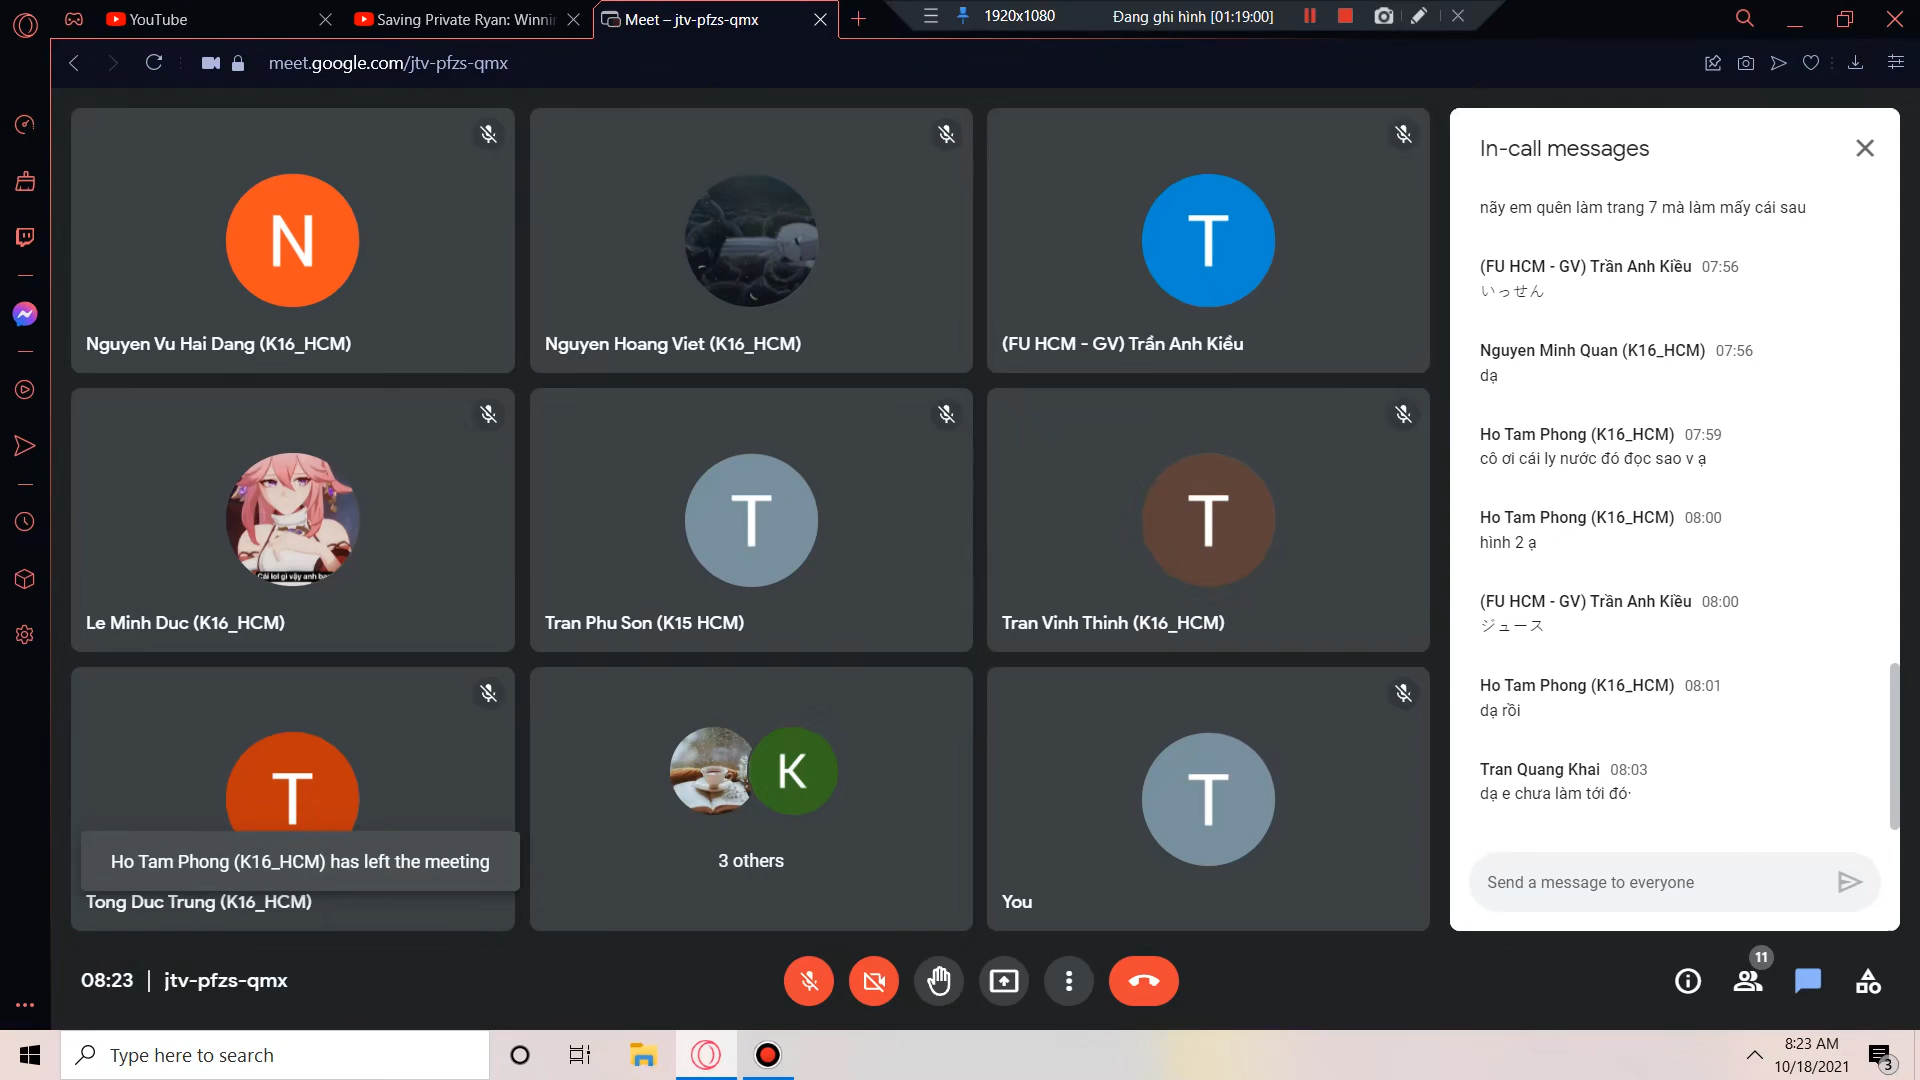 YouTube
Saving Private Ryan: Winni
Meet – jtv-pfzs-qmx
1920x1080
Đang ghi hình [01:19:00]
meet.google.com/jtv-pfzs-qmx
N
Nguyen Vu Hai Dang (K16_HCM)
Nguyen Hoang Viet (K16_HCM)
T
(FU HCM - GV) Trần Anh Kiều
Cái lol gì vậy anh bạ
Le Minh Duc (K16_HCM)
T
Tran Phu Son (K15 HCM)
T
Tran Vinh Thinh (K16_HCM)
T
Ho Tam Phong (K16_HCM) has left the meeting
Tong Duc Trung (K16_HCM)
K
3 others
T
You
In-call messages
nãy em quên làm trang 7 mà làm mấy cái sau
(FU HCM - GV) Trần Anh Kiều 07:56
いっせん
Nguyen Minh Quan (K16_HCM) 07:56
dạ
Ho Tam Phong (K16_HCM) 07:59
cô ơi cái ly nước đó đọc sao v ạ
Ho Tam Phong (K16_HCM) 08:00
hình 2 ạ
(FU HCM - GV) Trần Anh Kiều 08:00
ジュース
Ho Tam Phong (K16_HCM) 08:01
dạ rồi
Tran Quang Khai 08:03
dạ e chưa làm tới đó·
Send a message to everyone
08:23 | jtv-pfzs-qmx
11
Type here to search
8:23 AM
10/18/2021
3